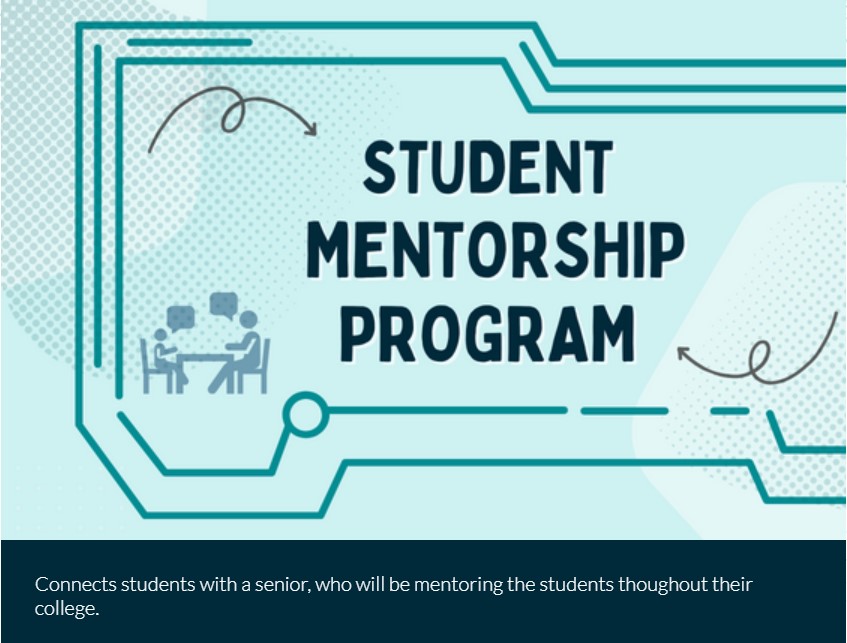 STUDENT
MENTORSHIP
PROGRAM
Connects students with a senior, who will be mentoring the students thoughout their
college.